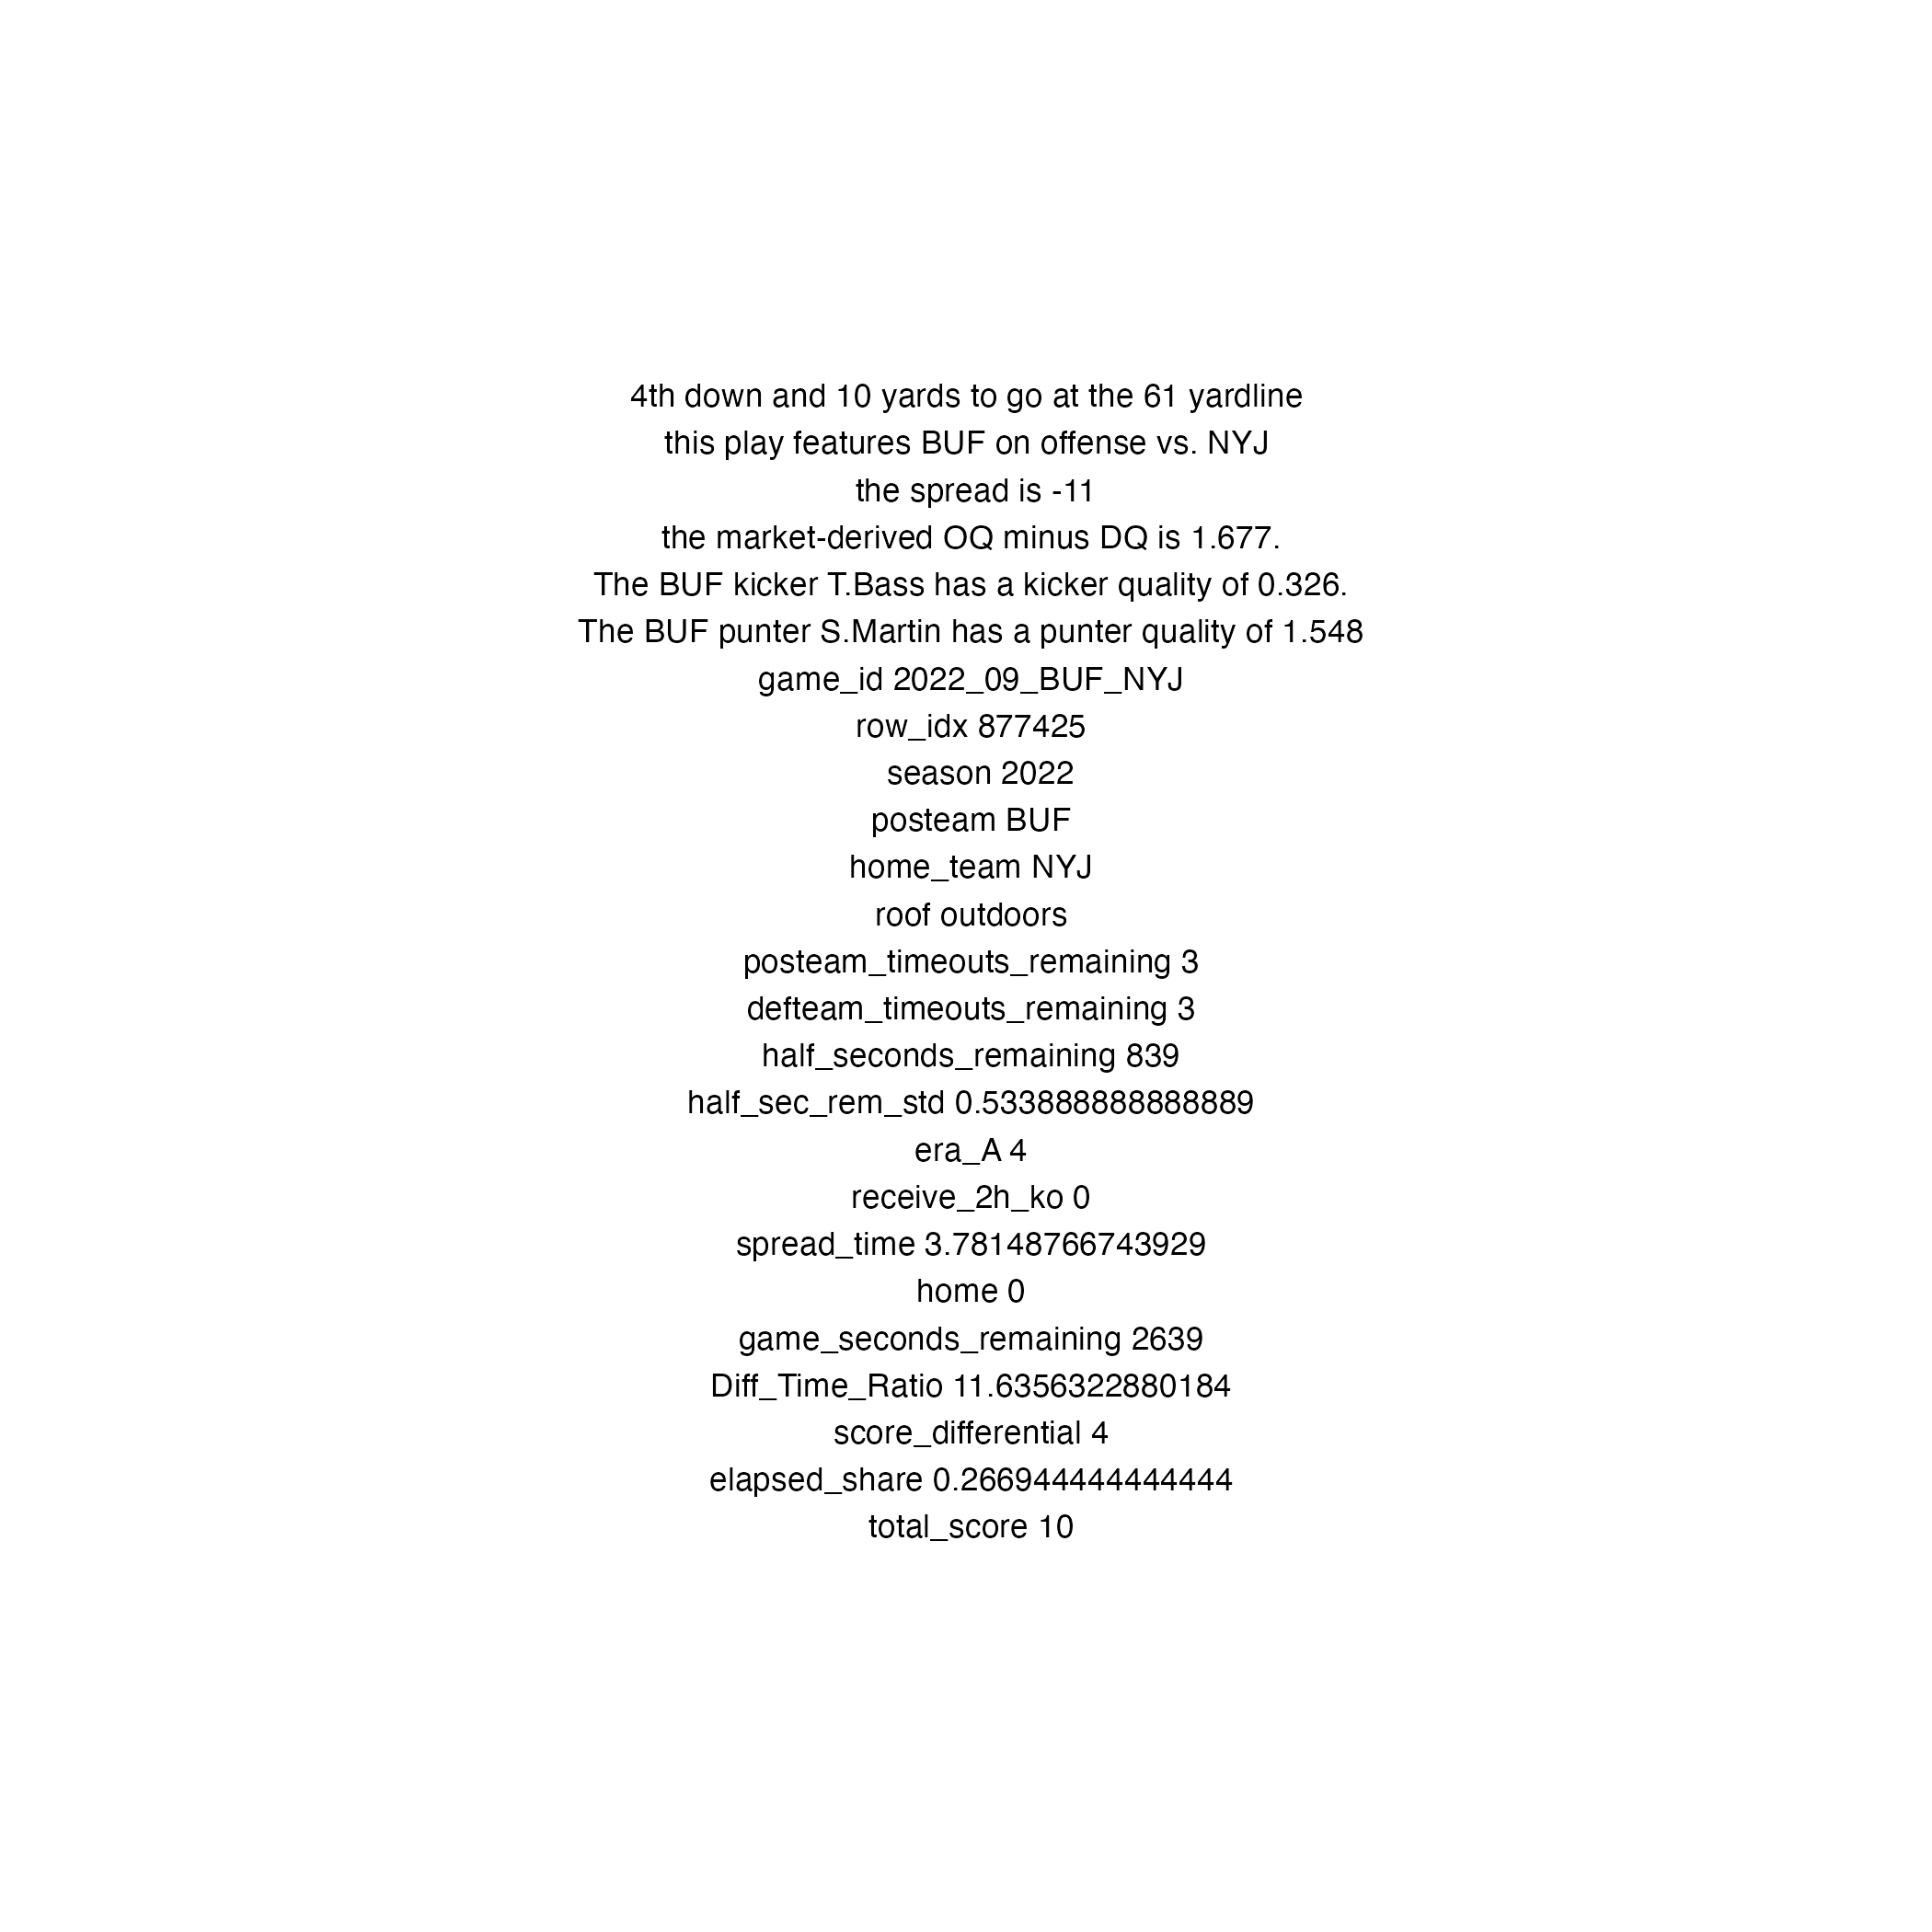 4th down and 10 yards to go at the 61 yardline
this play features BUF on offense vs. NYJ
the spread is -11
the market-derived OQ minus DQ is 1.677.
The BUF kicker T.Bass has a kicker quality of 0.326.
The BUF punter S.Martin has a punter quality of 1.548
game_id 2022_09_BUF_NYJ
row_idx 877425
season 2022
posteam BUF
home_team NYJ
roof outdoors
posteam_timeouts_remaining 3
defteam_timeouts_remaining 3
half_seconds_remaining 839
half_sec_rem_std 0.533888888888889
era_A 4
receive_2h_ko 0
spread_time 3.78148766743929
home 0
game_seconds_remaining 2639
Diff_Time_Ratio 11.6356322880184
score_differential 4
elapsed_share 0.266944444444444
total_score 10